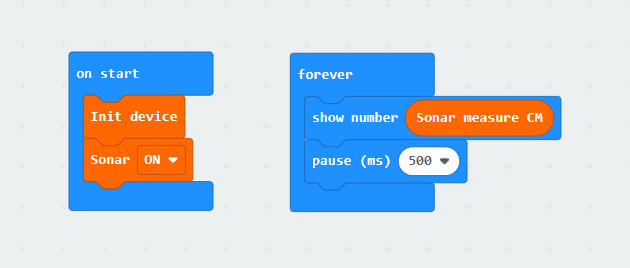 on start
Init device
Sonar ON
forever
show number Sonar measure CM
pause (ms) 500